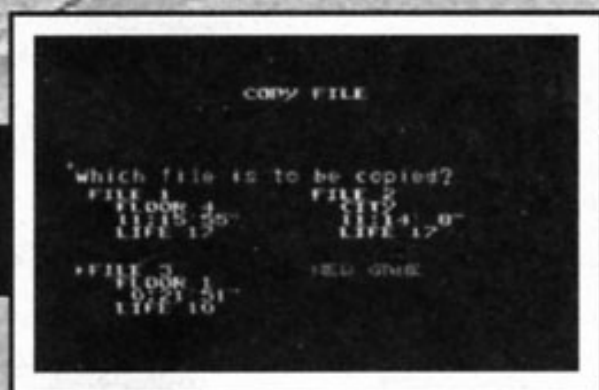 COPY FILE
Which file is to be copied?
FILE 1
FLOOR 4
LIFE 17
FILE 2
CITY
LIFE 17
FILE 3
FLOOR 1
LIFE 10
NEW GAME